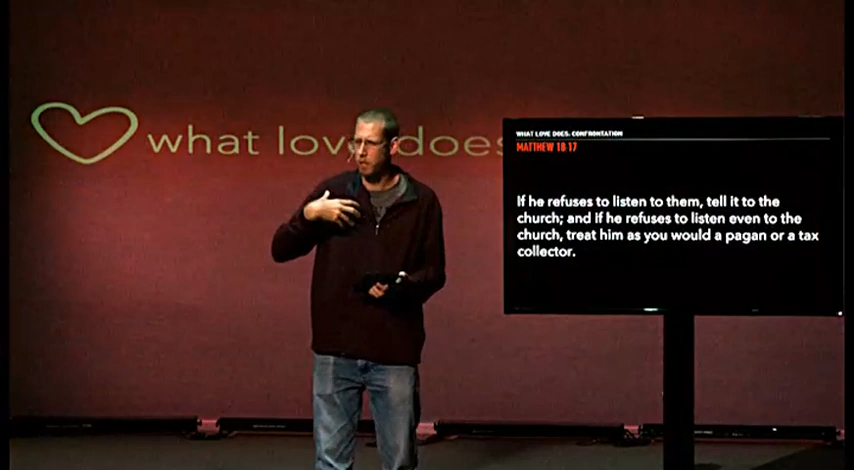 what love does
WHAT LOVE DOES: CONFRONTATION
MATTHEW 18:17
If he refuses to listen to them, tell it to the
church; and if he refuses to listen even to the
church, treat him as you would a pagan or a tax
collector.